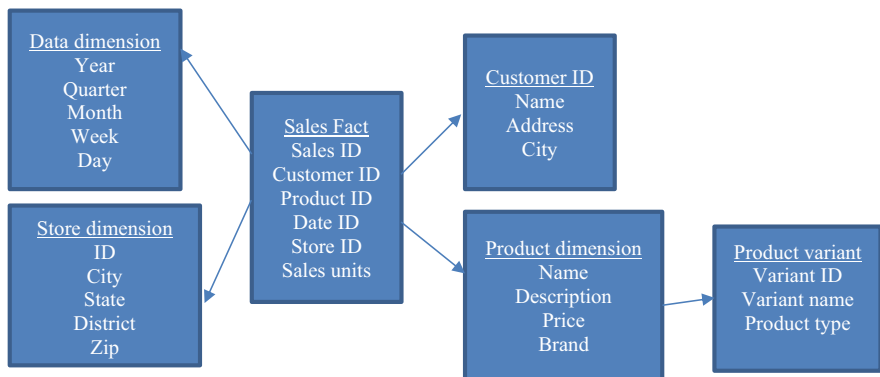 Data dimension
Year
Quarter
Month
Week
Day
Store dimension
ID
City
State
District
Zip
Sales Fact
Sales ID
Customer ID
Product ID
Date ID
Store ID
Sales units
Customer ID
Name
Address
City
Product dimension
Name
Description
Price
Brand
Product variant
Variant ID
Variant name
Product type